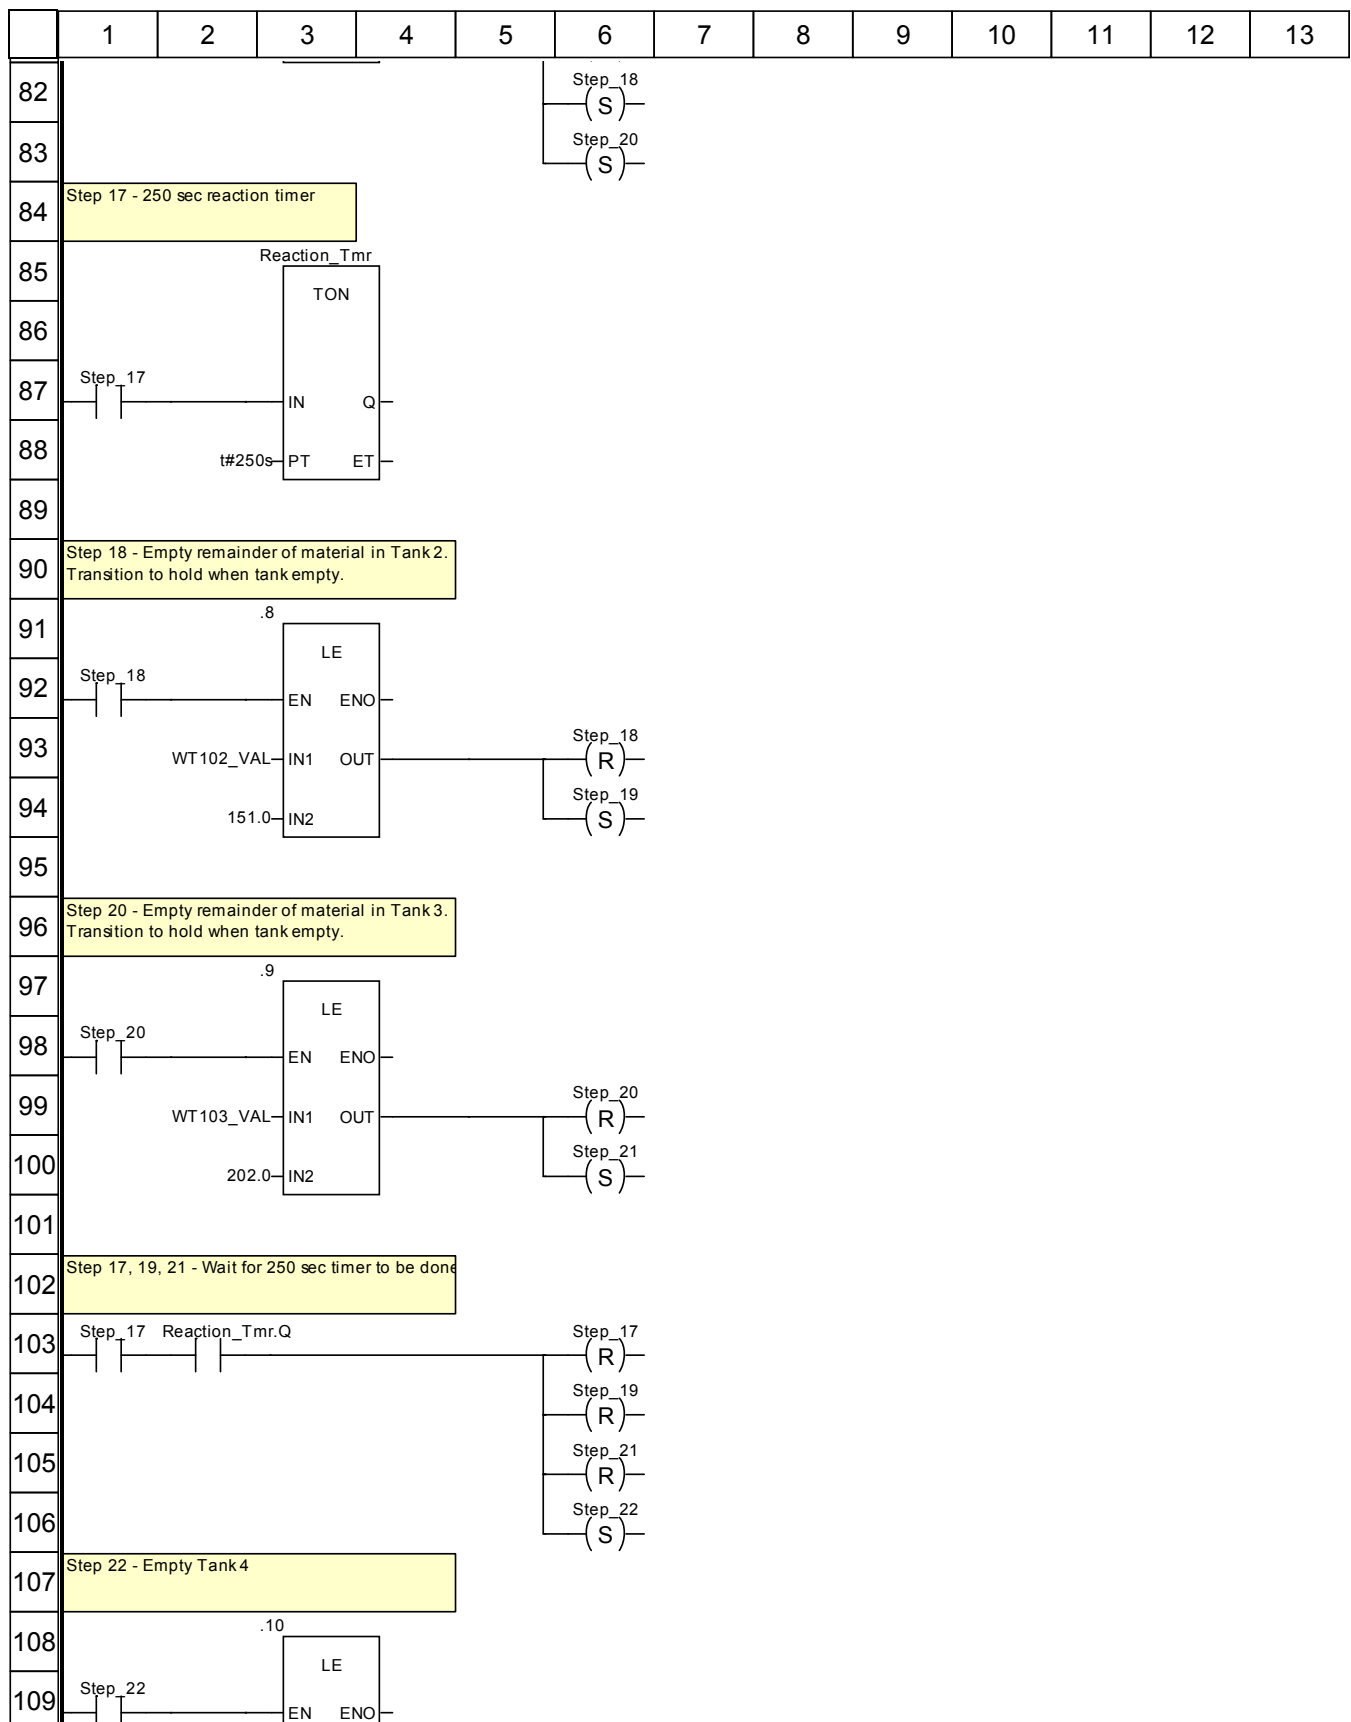 1 2 3 4 5 6 7 8 9 10 11 12 13
82
Step_18
S
83
Step_20
S
84
Step 17 - 250 sec reaction timer
85
Reaction_Tmr
TON
86
87
Step_17
IN Q
88
t#250s PT ET
89
90
Step 18 - Empty remainder of material in Tank 2.
Transition to hold when tank empty.
91
.8
LE
92
Step_18
EN ENO
93
Step_18
WT102_VAL IN1 OUT R
94
Step_19
151.0 IN2 S
95
96
Step 20 - Empty remainder of material in Tank 3.
Transition to hold when tank empty.
97
.9
LE
98
Step_20
EN ENO
99
Step_20
WT103_VAL IN1 OUT R
100
Step_21
202.0 IN2 S
101
102
Step 17, 19, 21 - Wait for 250 sec timer to be done
103
Step_17 Reaction_Tmr.Q Step_17
R
104
Step_19
R
105
Step_21
R
106
Step_22
S
107
Step 22 - Empty Tank 4
108
.10
LE
109
Step_22
EN ENO